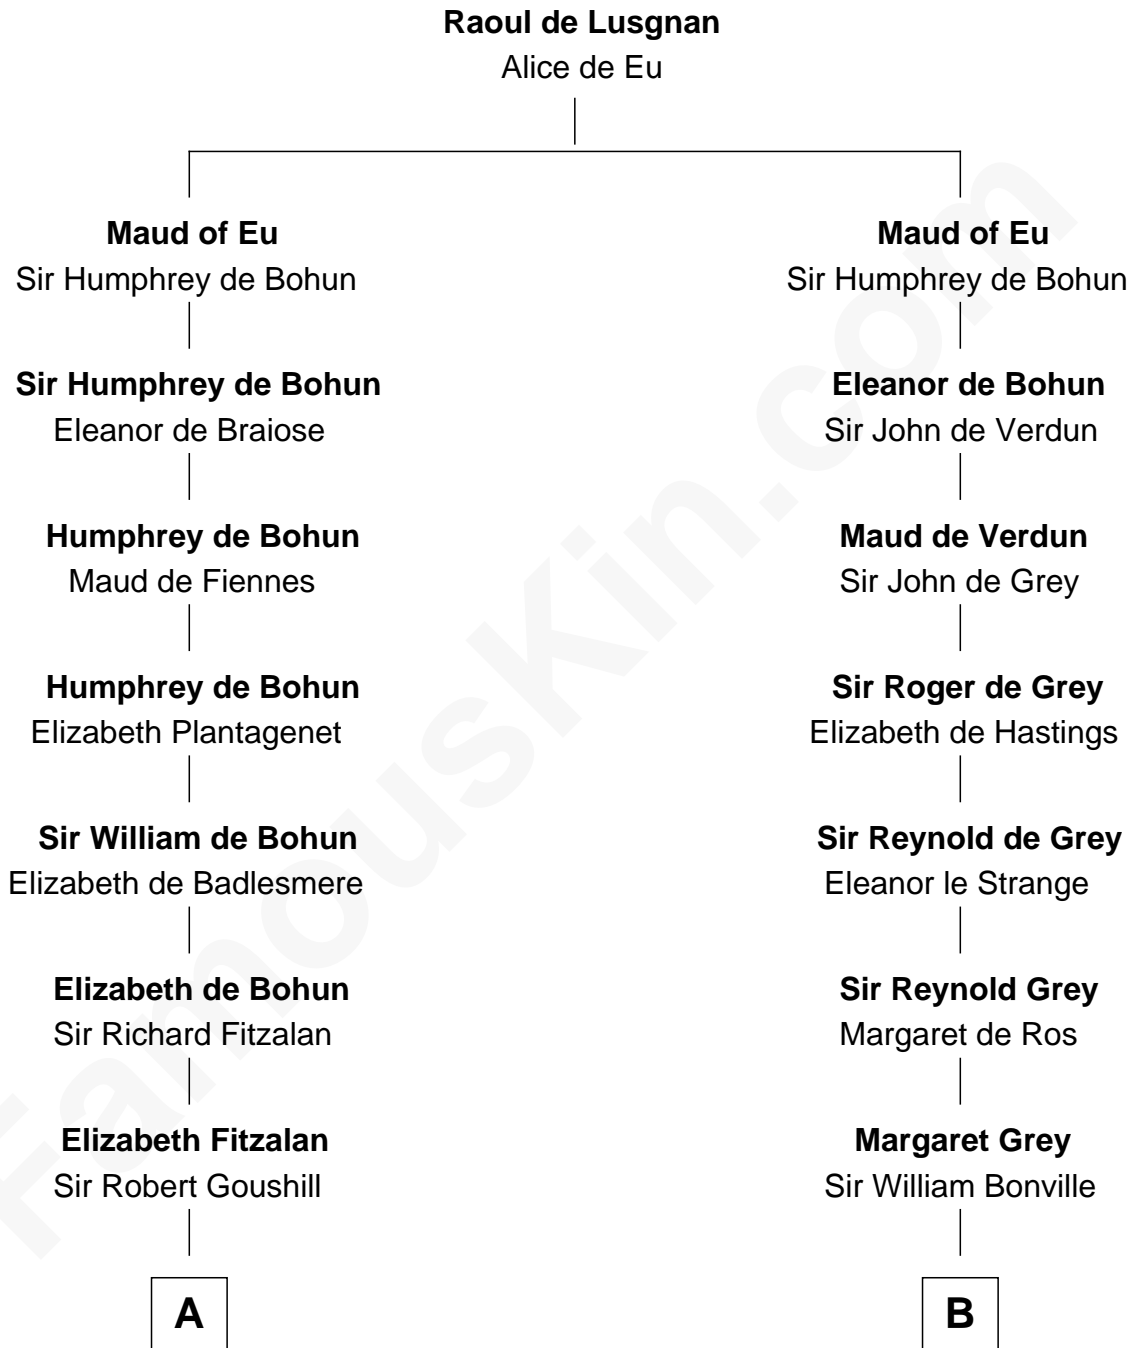 Raoul de Lusgnan
Alice de Eu
Maud of Eu
Sir Humphrey de Bohun
Maud of Eu
Sir Humphrey de Bohun
Sir Humphrey de Bohun
Eleanor de Braiose
Eleanor de Bohun
Sir John de Verdun
Humphrey de Bohun
Maud de Fiennes
Maud de Verdun
Sir John de Grey
Humphrey de Bohun
Elizabeth Plantagenet
Sir Roger de Grey
Elizabeth de Hastings
Sir William de Bohun
Elizabeth de Badlesmere
Sir Reynold de Grey
Eleanor le Strange
Elizabeth de Bohun
Sir Richard Fitzalan
Sir Reynold Grey
Margaret de Ros
Elizabeth Fitzalan
Sir Robert Goushill
Margaret Grey
Sir William Bonville
A
B
FamousKin.com